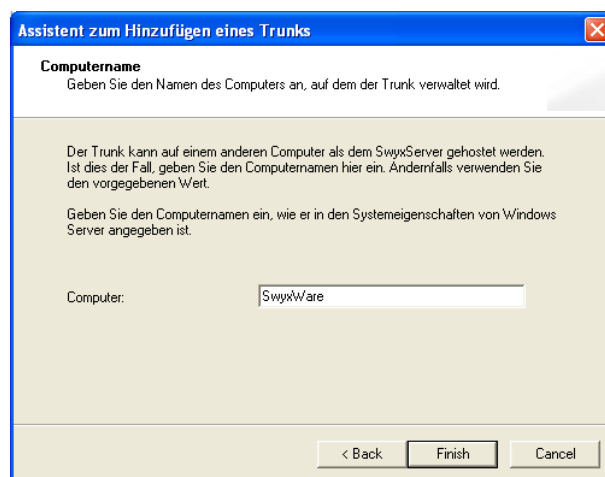 Assistent zum Hinzufügen eines Trunks
Computername
Geben Sie den Namen des Computers an, auf dem der Trunk verwaltet wird.
Der Trunk kann auf einem anderen Computer als dem SwyxServer gehostet werden.
Ist dies der Fall, geben Sie den Computernamen hier ein. Andernfalls verwenden Sie
den vorgegebenen Wert.
Geben Sie den Computernamen ein, wie er in den Systemeigenschaften von Windows
Server angegeben ist.
Computer: SwyxWare
< Back Finish Cancel